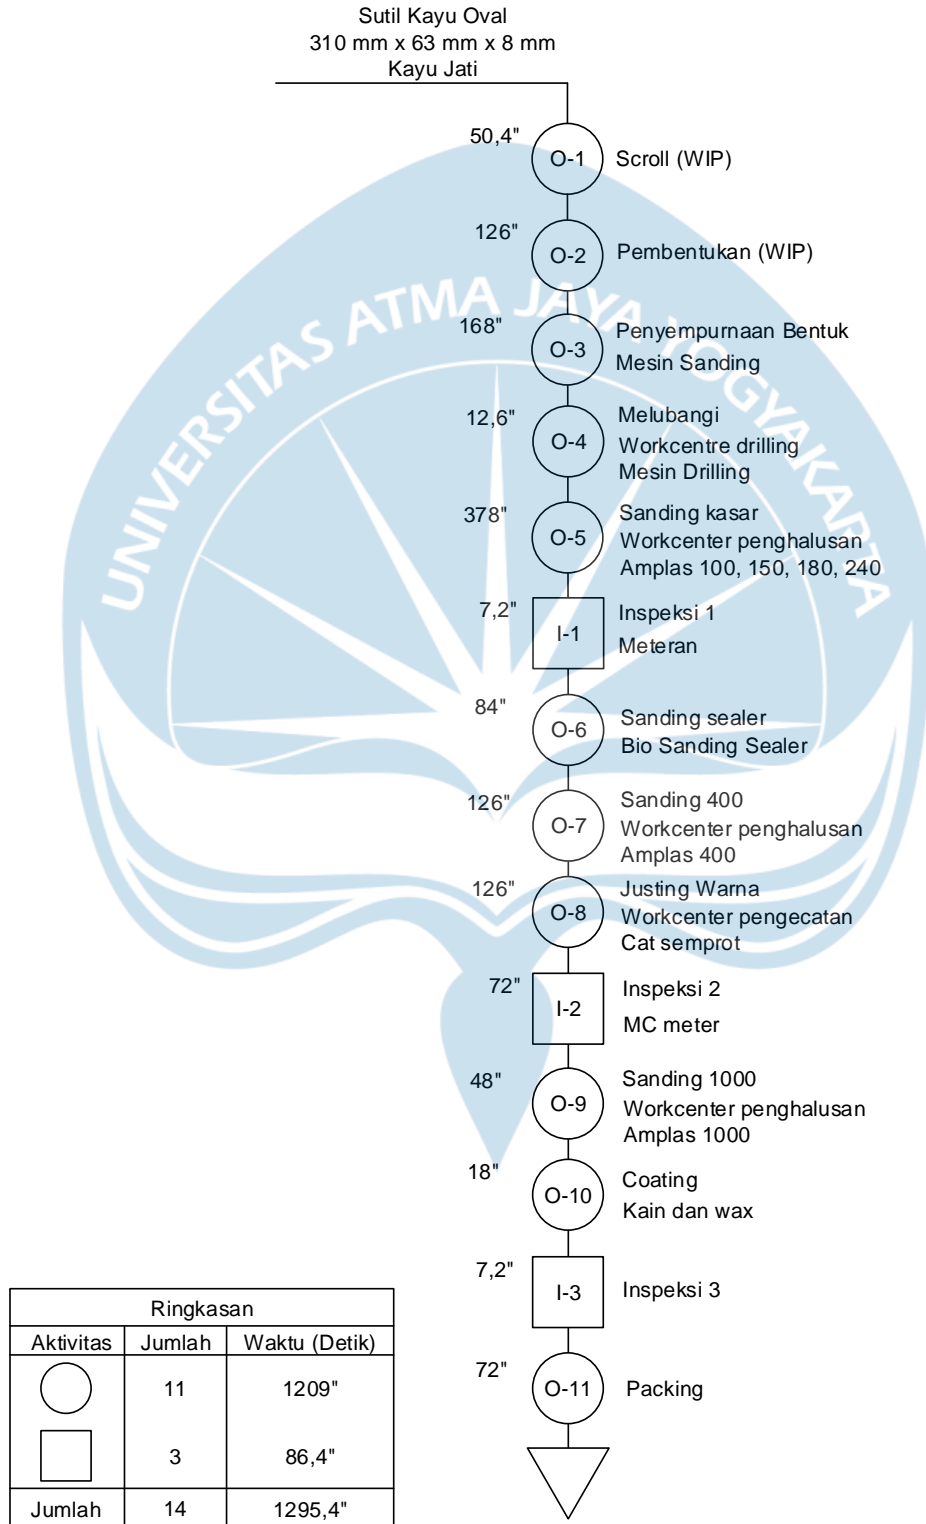 Sutil Kayu Oval
310 mm x 63 mm x 8 mm
Kayu Jati
50,4"
O-1
Scroll (WIP)
126"
O-2
Pembentukan (WIP)
168"
O-3
Penyempurnaan Bentuk
Mesin Sanding
12,6"
O-4
Melubangi
Workcentre drilling
Mesin Drilling
378"
O-5
Sanding kasar
Workcenter penghalusan
Amplas 100, 150, 180, 240
7,2"
I-1
Inspeksi 1
Meteran
84"
O-6
Sanding sealer
Bio Sanding Sealer
126"
O-7
Sanding 400
Workcenter penghalusan
Amplas 400
126"
O-8
Justing Warna
Workcenter pengecatan
Cat semprot
72"
I-2
Inspeksi 2
MC meter
48"
O-9
Sanding 1000
Workcenter penghalusan
Amplas 1000
18"
O-10
Coating
Kain dan wax
7,2"
I-3
Inspeksi 3
72"
O-11
Packing
Ringkasan
Aktivitas Jumlah Waktu (Detik)
11 1209"
3 86,4"
Jumlah 14 1295,4"
UNIVERSITAS ATMA JAYA YOGYAKARTA